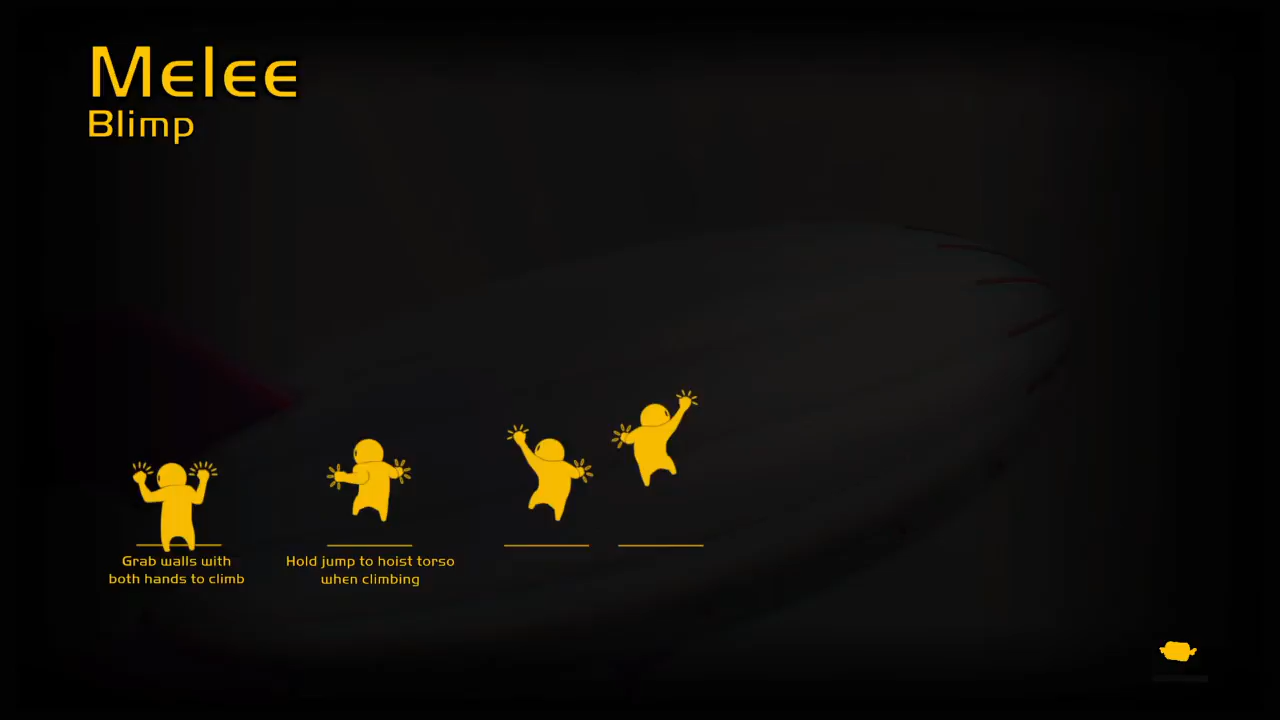 Melee
Blimp
Grab walls with
both hands to climb
Hold jump to hoist torso
when climbing